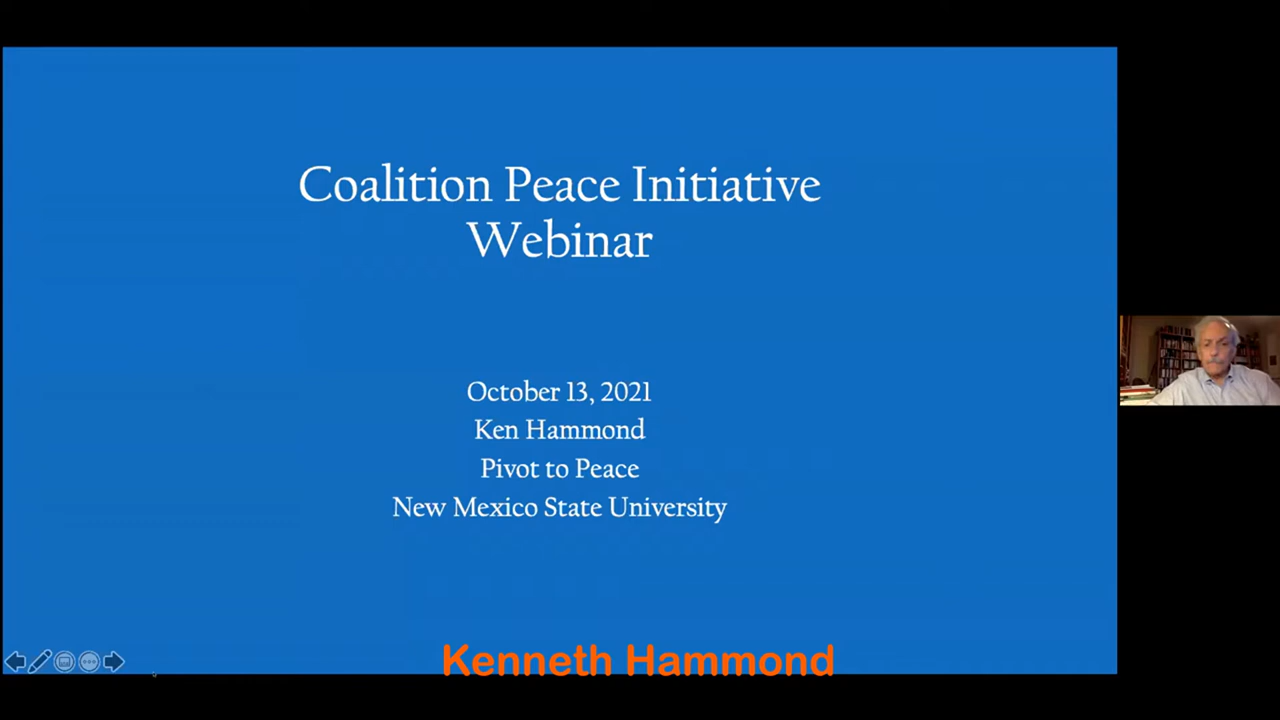 Coalition Peace Initiative
Webinar
October 13, 2021
Ken Hammond
Pivot to Peace
New Mexico State University
Kenneth Hammond